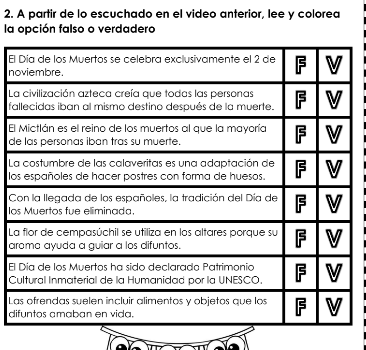 2. A partir de lo escuchado en el video anterior, lee y colorea
la opción falso o verdadero
El Día de los Muertos se celebra exclusivamente el 2 de
noviembre.
F V
La civilización azteca creía que todas las personas
fallecidas iban al mismo destino después de la muerte.
F V
El Mictlán es el reino de los muertos al que la mayoría
de las personas iban tras su muerte.
F V
La costumbre de las calaveritas es una adaptación de
los españoles de hacer postres con forma de huesos.
F V
Con la llegada de los españoles, la tradición del Día de
los Muertos fue eliminada.
F V
La flor de cempasúchil se utiliza en los altares porque su
aroma ayuda a guiar a los difuntos.
F V
El Día de los Muertos ha sido declarado Patrimonio
Cultural Inmaterial de la Humanidad por la UNESCO.
F V
Las ofrendas suelen incluir alimentos y objetos que los
difuntos amaban en vida.
F V